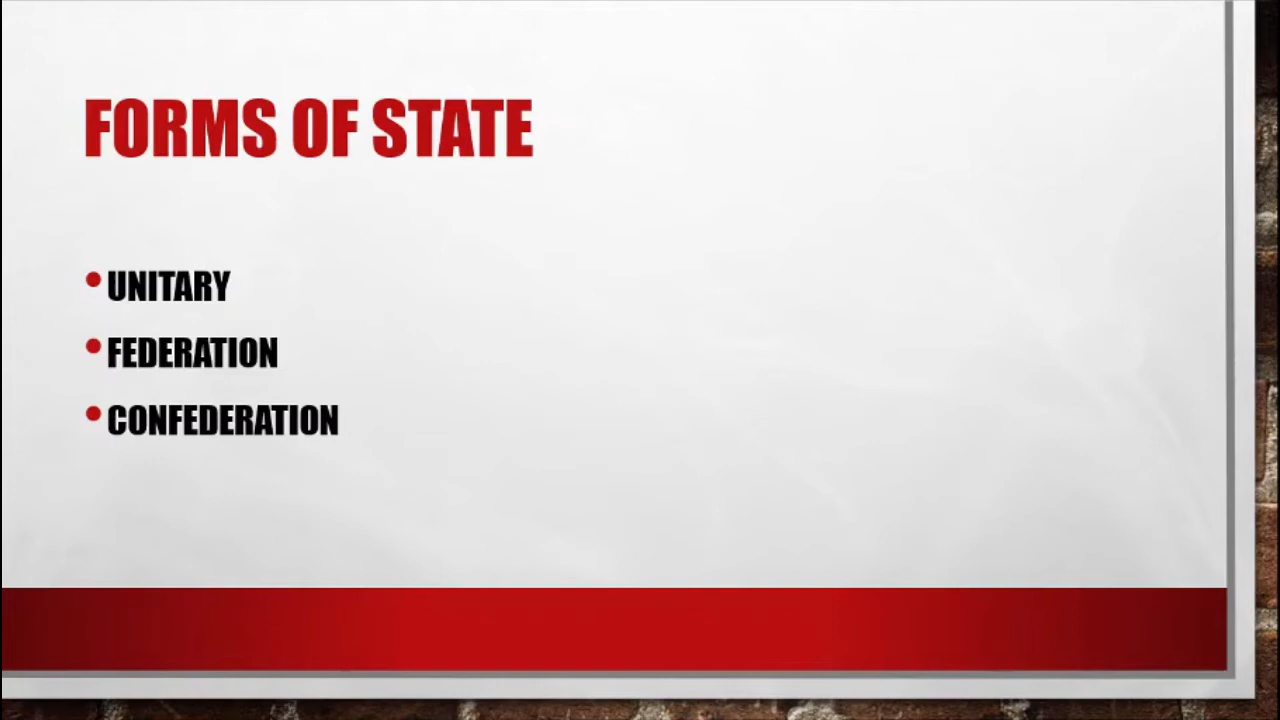 FORMS OF STATE
• UNITARY
• FEDERATION
• CONFEDERATION